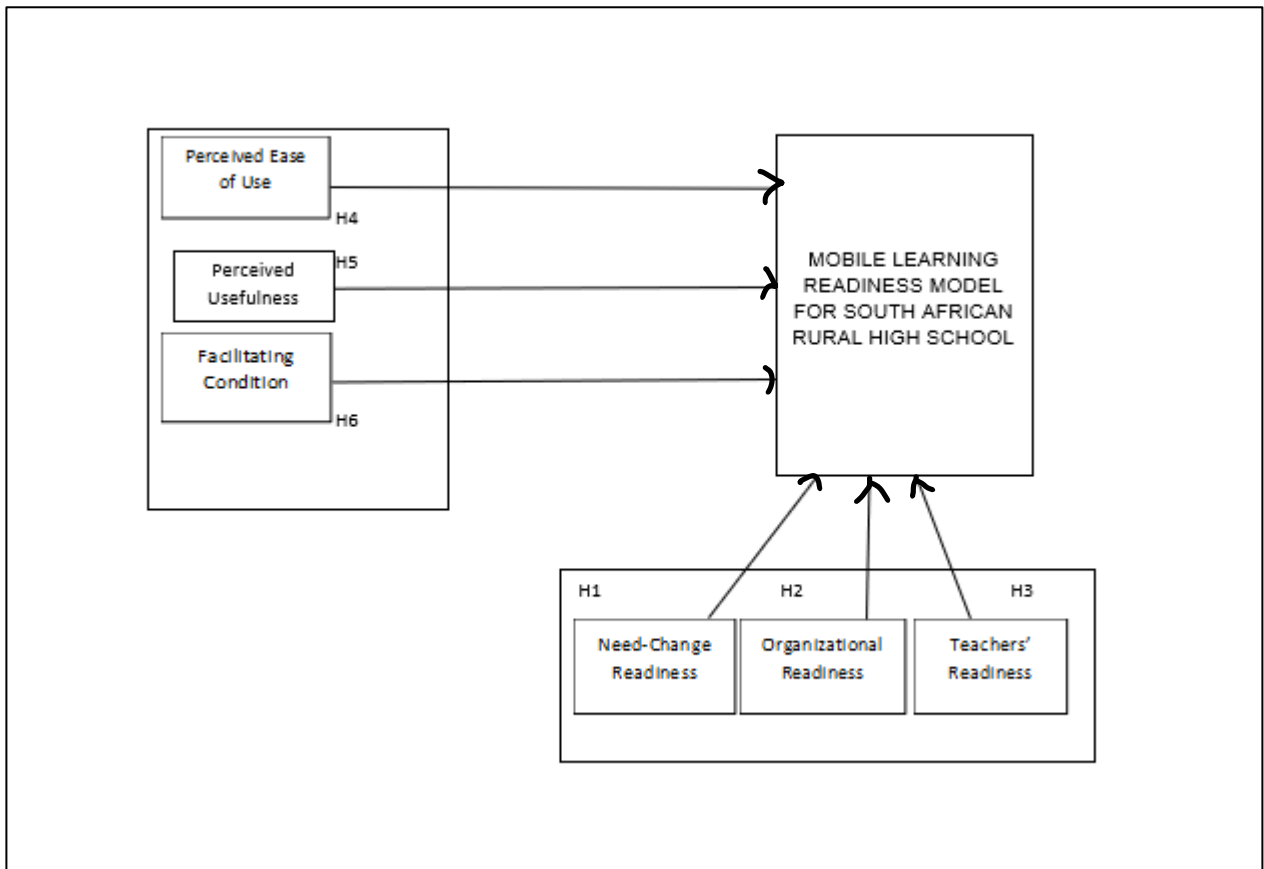 Perceived Ease
of Use
H4
H5
Perceived
Usefulness
Facilitating
Condition
H6
MOBILE LEARNING
READINESS MODEL
FOR SOUTH AFRICAN
RURAL HIGH SCHOOL
H1
H2
H3
Need-Change
Readiness
Organizational
Readiness
Teachers’
Readiness